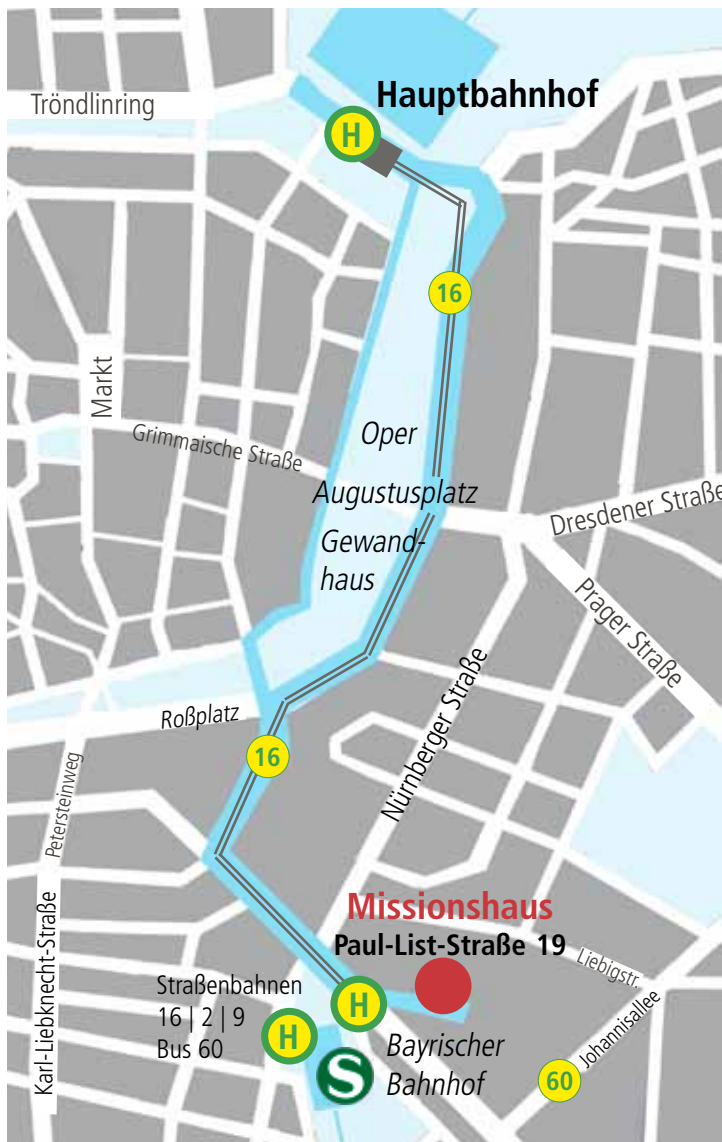 Hauptbahnhof
Tröndlinring
H
16
Markt
Grimmaische Straße
Oper
Augustusplatz
Gewand-
haus
Dresdener Straße
Prager Straße
Nürnberger Straße
Roßplatz
16
Petersteinweg
Karl-Liebknecht-Straße
Missionshaus
Paul-List-Straße 19
Liebigstr.
Johannisallee
Straßenbahnen
16 | 2 | 9
Bus 60
H
H
S
Bayrischer
Bahnhof
60